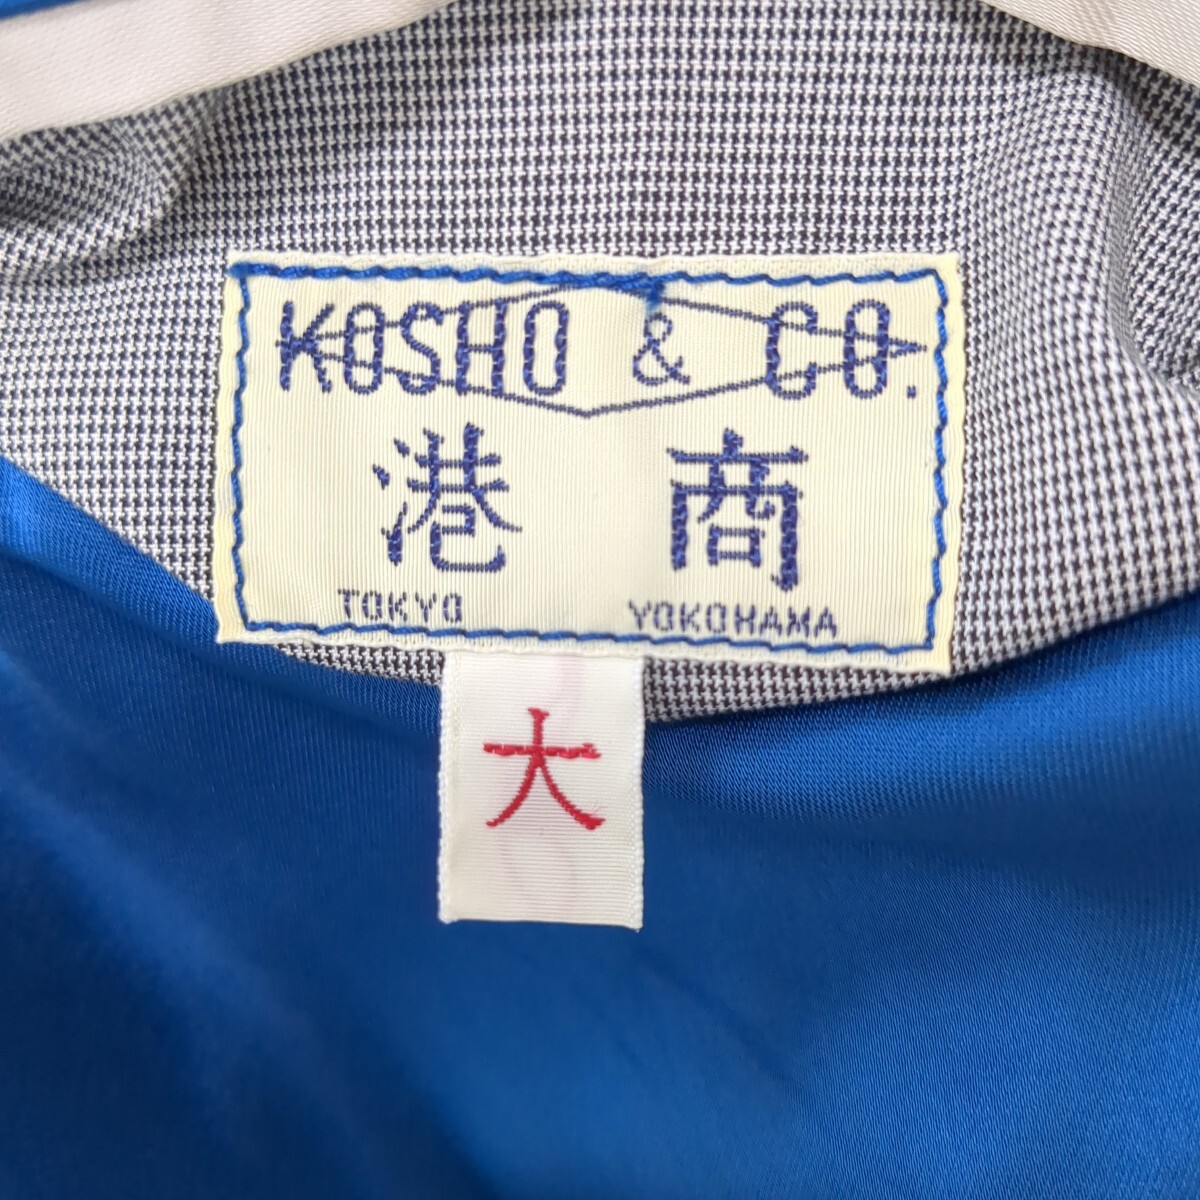 KOSHO & CO.
港 商
TOKYO YOKOHAMA
大